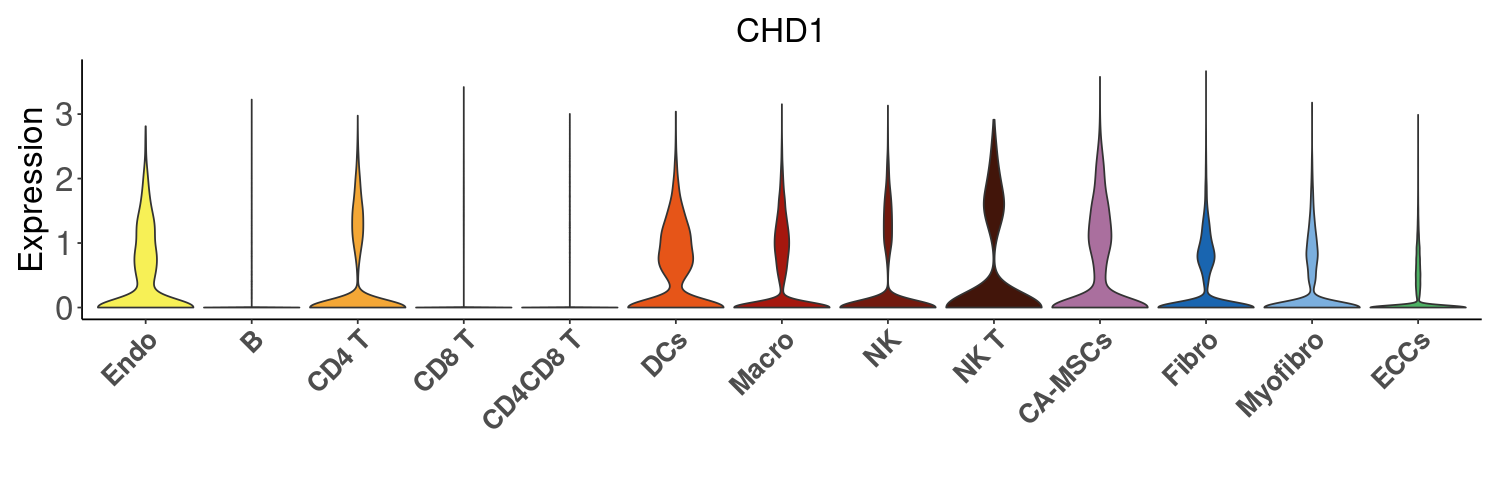 CHD1
Expression
3
2
1
0
Endo
B
CD4 T
CD8 T
CD4CD8 T
DCs
Macro
NK
NK T
CA-MSCs
Fibro
Myofibro
ECCs